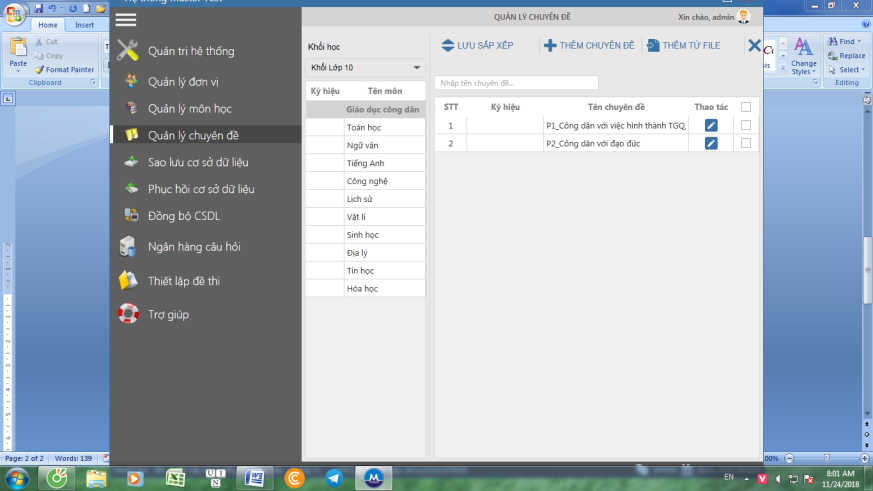 Hệ thống Master Test
Home
Insert
Cut
Copy
Paste
Format Painter
Clipboard
Quản trị hệ thống
Quản lý đơn vị
Quản lý môn học
Quản lý chuyên đề
Sao lưu cơ sở dữ liệu
Phục hồi cơ sở dữ liệu
Đồng bộ CSDL
Ngân hàng câu hỏi
Thiết lập đề thi
Trợ giúp
QUẢN LÝ CHUYÊN ĐỀ
Xin chào, admin
Khối học
Khối Lớp 10
Ký hiệu Tên môn
Giáo dục công dân
Toán học
Ngữ văn
Tiếng Anh
Công nghệ
Lịch sử
Vật lí
Sinh học
Địa lý
Tin học
Hóa học
LƯU SẮP XẾP
THÊM CHUYÊN ĐỀ
THÊM TỪ FILE
Nhập tên chuyên đề...
STT Ký hiệu Tên chuyên đề Thao tác
1 P1_Công dân với việc hình thành TGQ,
2 P2_Công dân với đạo đức
Change
Styles
Find
Replace
Select
Editing
Page: 2 of 2
Words: 139
EN
8:01 AM
11/24/2018